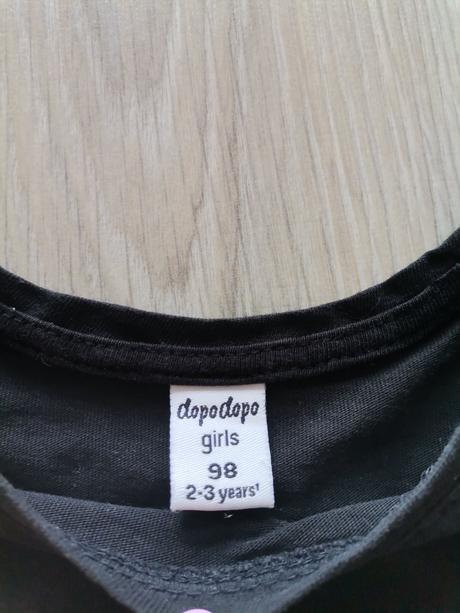 dopodopo
girls
98
2-3 years¹